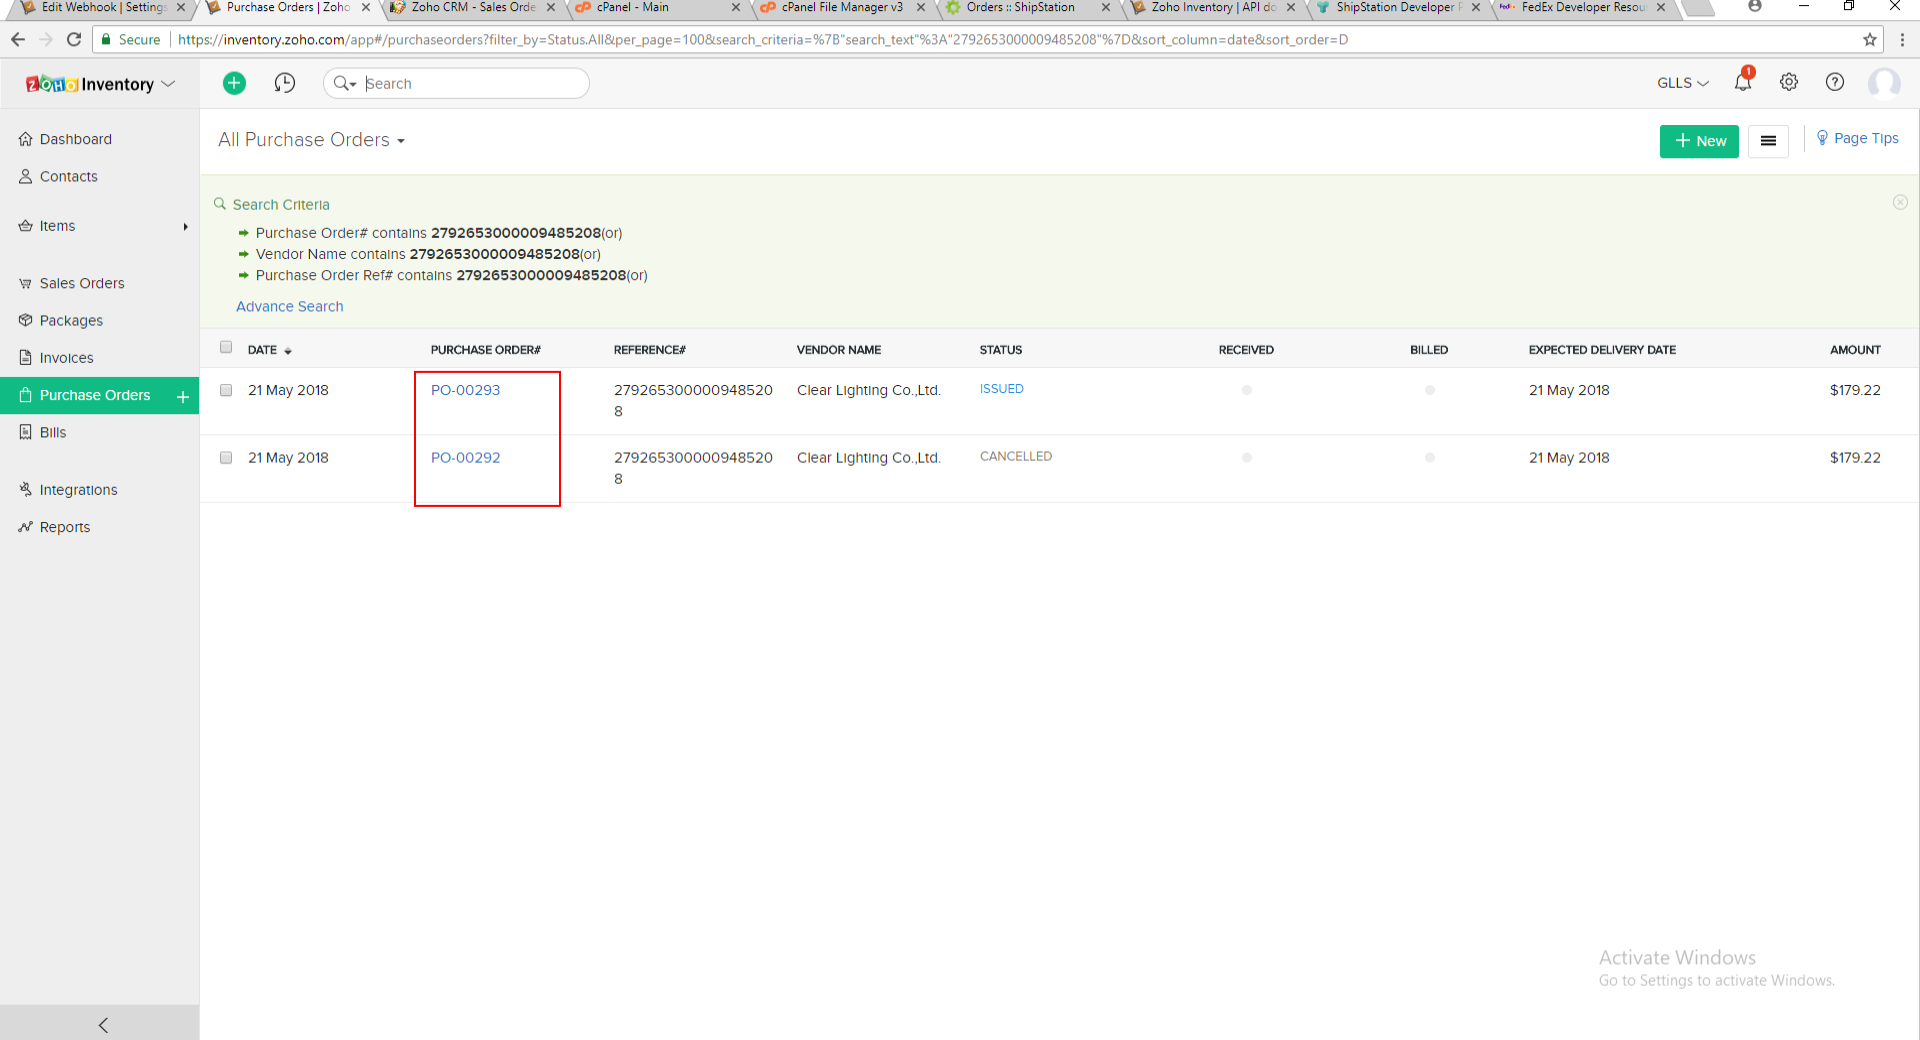 Edit Webhook | Settings
Purchase Orders | Zoho
Zoho CRM - Sales Orde
cPanel - Main
cPanel File Manager v3
Orders :: ShipStation
Zoho Inventory | API do
ShipStation Developer
FedEx Developer Resou
Secure
https://inventory.zoho.com/app#/purchaseorders?filter_by=Status.All&per_page=100&search_criteria=%7B"search_text"%3A"2792653000009485208"%7D&sort_column=date&sort_order=D
ZOHO Inventory
Search
GLLS
1
Dashboard
Contacts
Items
Sales Orders
Packages
Invoices
Purchase Orders
Bills
Integrations
Reports
All Purchase Orders
+ New
Page Tips
Search Criteria
Purchase Order# contains 2792653000009485208(or)
Vendor Name contains 2792653000009485208(or)
Purchase Order Ref# contains 2792653000009485208(or)
Advance Search
DATE PURCHASE ORDER# REFERENCE# VENDOR NAME STATUS RECEIVED BILLED EXPECTED DELIVERY DATE AMOUNT
21 May 2018 PO-00293 279265300000948520 Clear Lighting Co.,Ltd. ISSUED 21 May 2018 $179.22
8
21 May 2018 PO-00292 279265300000948520 Clear Lighting Co.,Ltd. CANCELLED 21 May 2018 $179.22
8
Activate Windows
Go to Settings to activate Windows.